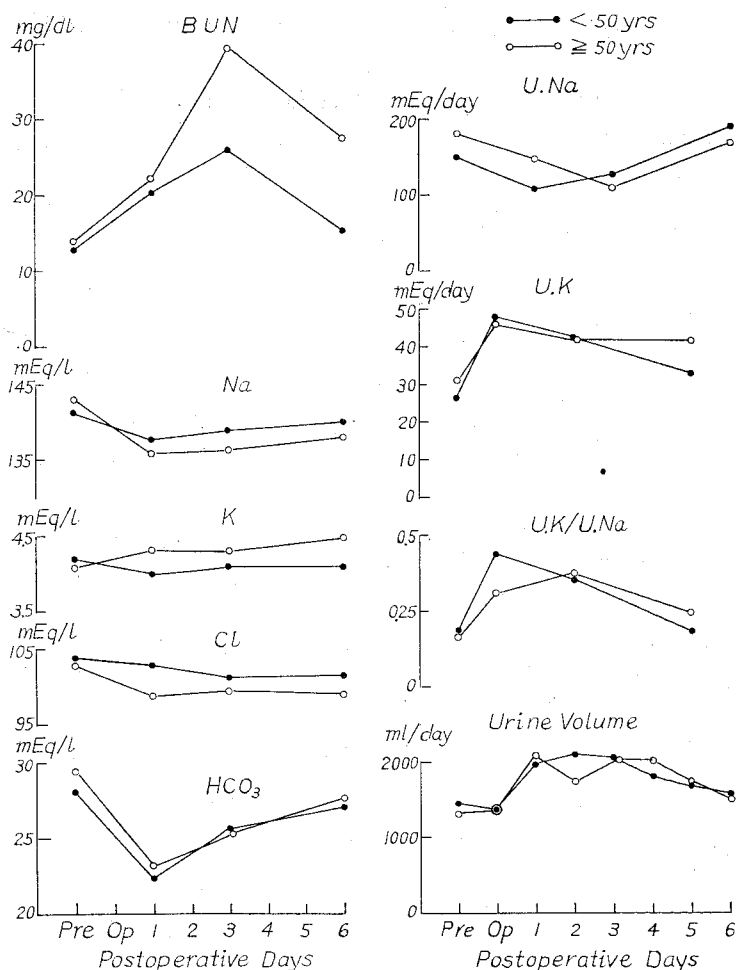 mg/dl
BUN
40
30
20
10
0
mEq/l
Na
145
135
mEq/l
K
4.5
3.5
mEq/l
Cl
105
95
mEq/l
HCO₃
30
25
20
Pre Op 1 2 3 4 5 6
Postoperative Days
< 50 yrs
≧ 50 yrs
U.Na
mEq/day
200
100
0
U.K
mEq/day
50
40
30
20
10
0
U.K/U.Na
0.5
0.25
0
Urine Volume
ml/day
2000
1000
0
Pre Op 1 2 3 4 5 6
Postoperative Days